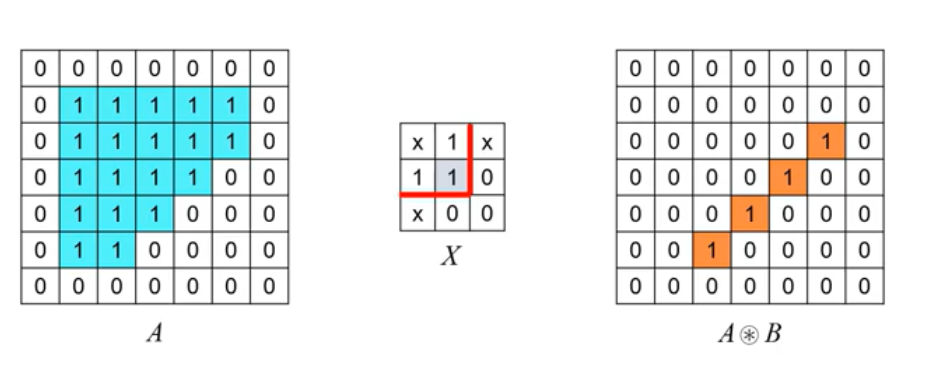 0 0 0 0 0 0 0
0 1 1 1 1 1 0
0 1 1 1 1 1 0
0 1 1 1 1 0 0
0 1 1 1 0 0 0
0 1 1 0 0 0 0
0 0 0 0 0 0 0
A
x 1 x
1 1 0
x 0 0
X
0 0 0 0 0 0 0
0 0 0 0 0 0 0
0 0 0 0 0 1 0
0 0 0 0 1 0 0
0 0 0 1 0 0 0
0 0 1 0 0 0 0
0 0 0 0 0 0 0
A ⊛ B